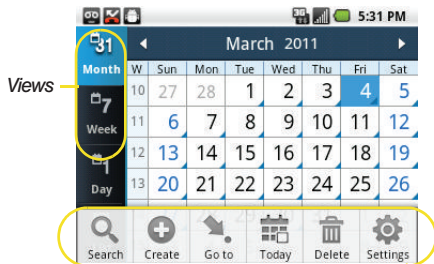 5:31 PM
31 March 2011
Month W Sun Mon Tue Wed Thu Fri Sat
Views
10 27 28 1 2 3 4 5
7
Week
11 6 7 8 9 10 11 12
12 13 14 15 16 17 18 19
1
Day
13 20 21 22 23 24 25 26
Search Create Go to Today Delete Settings